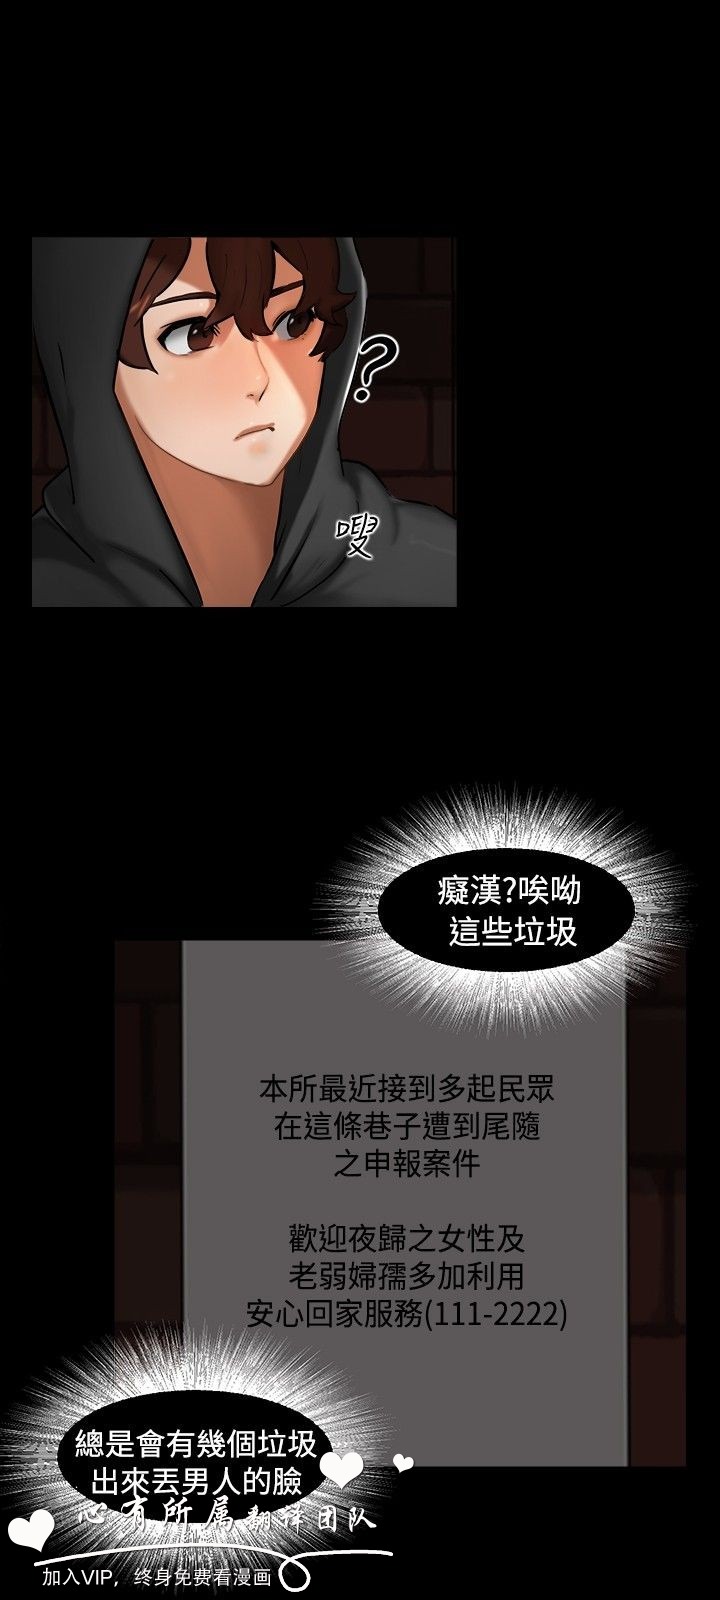 ?
嗖
癡漢?唉呦
這些垃圾
本所最近接到多起民眾
在這條巷子遭到尾隨
之申報案件
歡迎夜歸之女性及
老弱婦孺多加利用
安心回家服務(111-2222)
總是會有幾個垃圾
出來丟男人的臉
心有所属翻译团队
加入VIP，终身免费看漫画